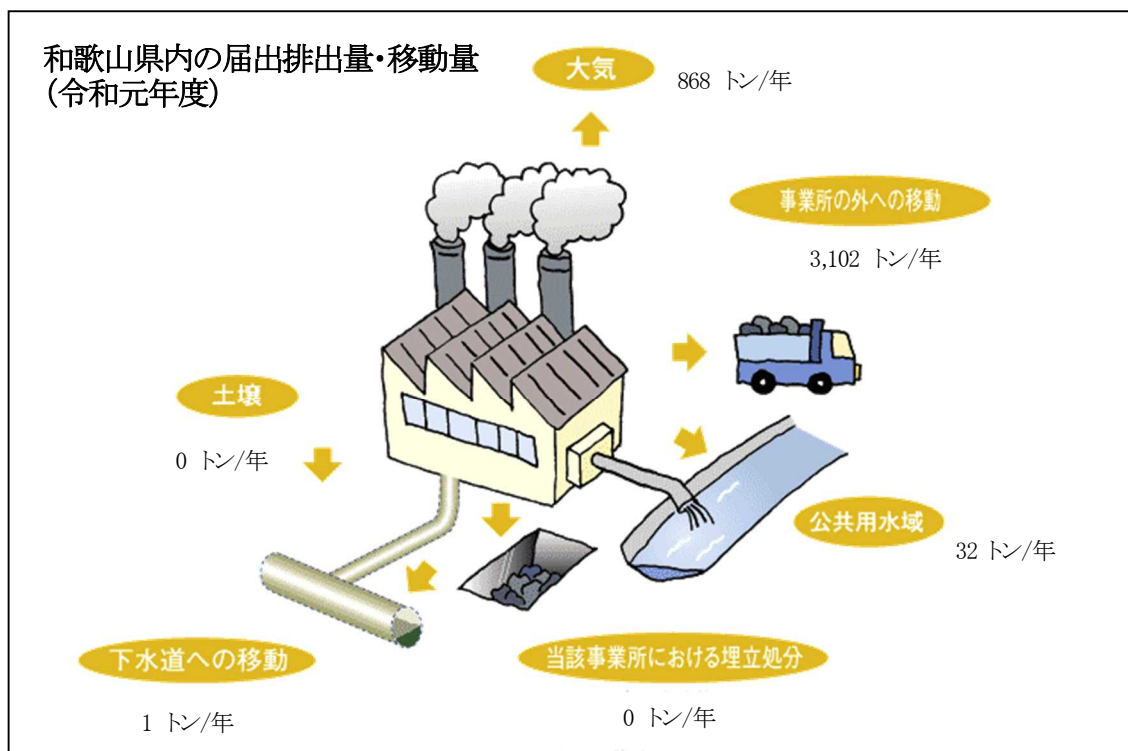 和歌山県内の届出排出量・移動量
(令和元年度)
大気
868 トン/年
事業所の外への移動
3,102 トン/年
土壌
0 トン/年
公共用水域
32 トン/年
下水道への移動
1 トン/年
当該事業所における埋立処分
0 トン/年